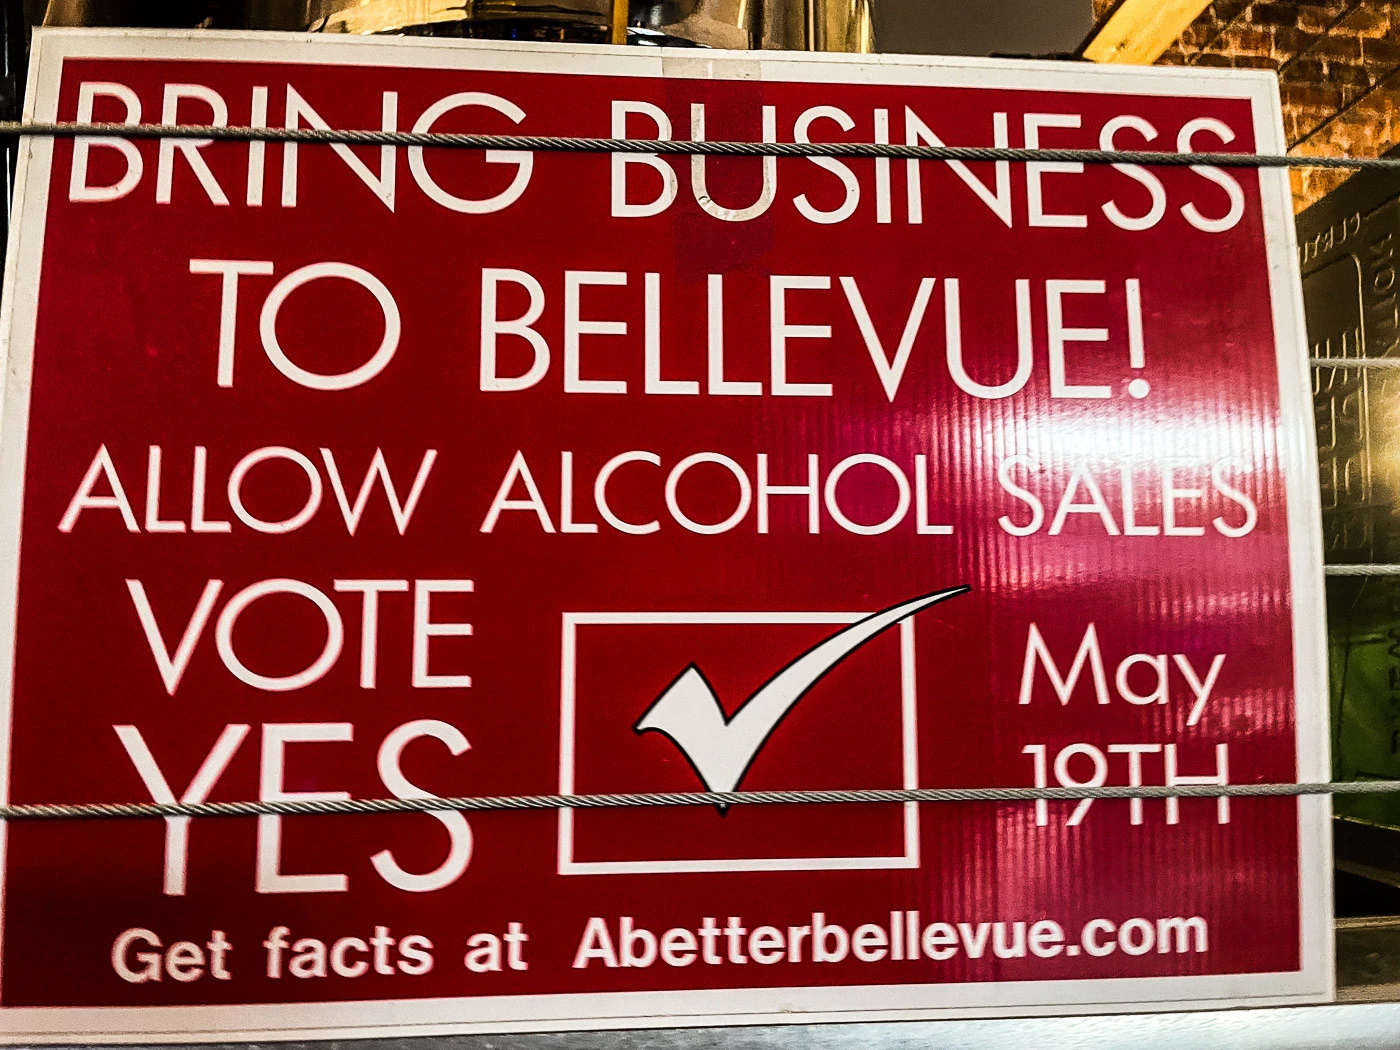 BRING BUSINESS
TO BELLEVUE!
ALLOW ALCOHOL SALES
VOTE
YES
May
19TH
Get facts at Abetterbellevue.com